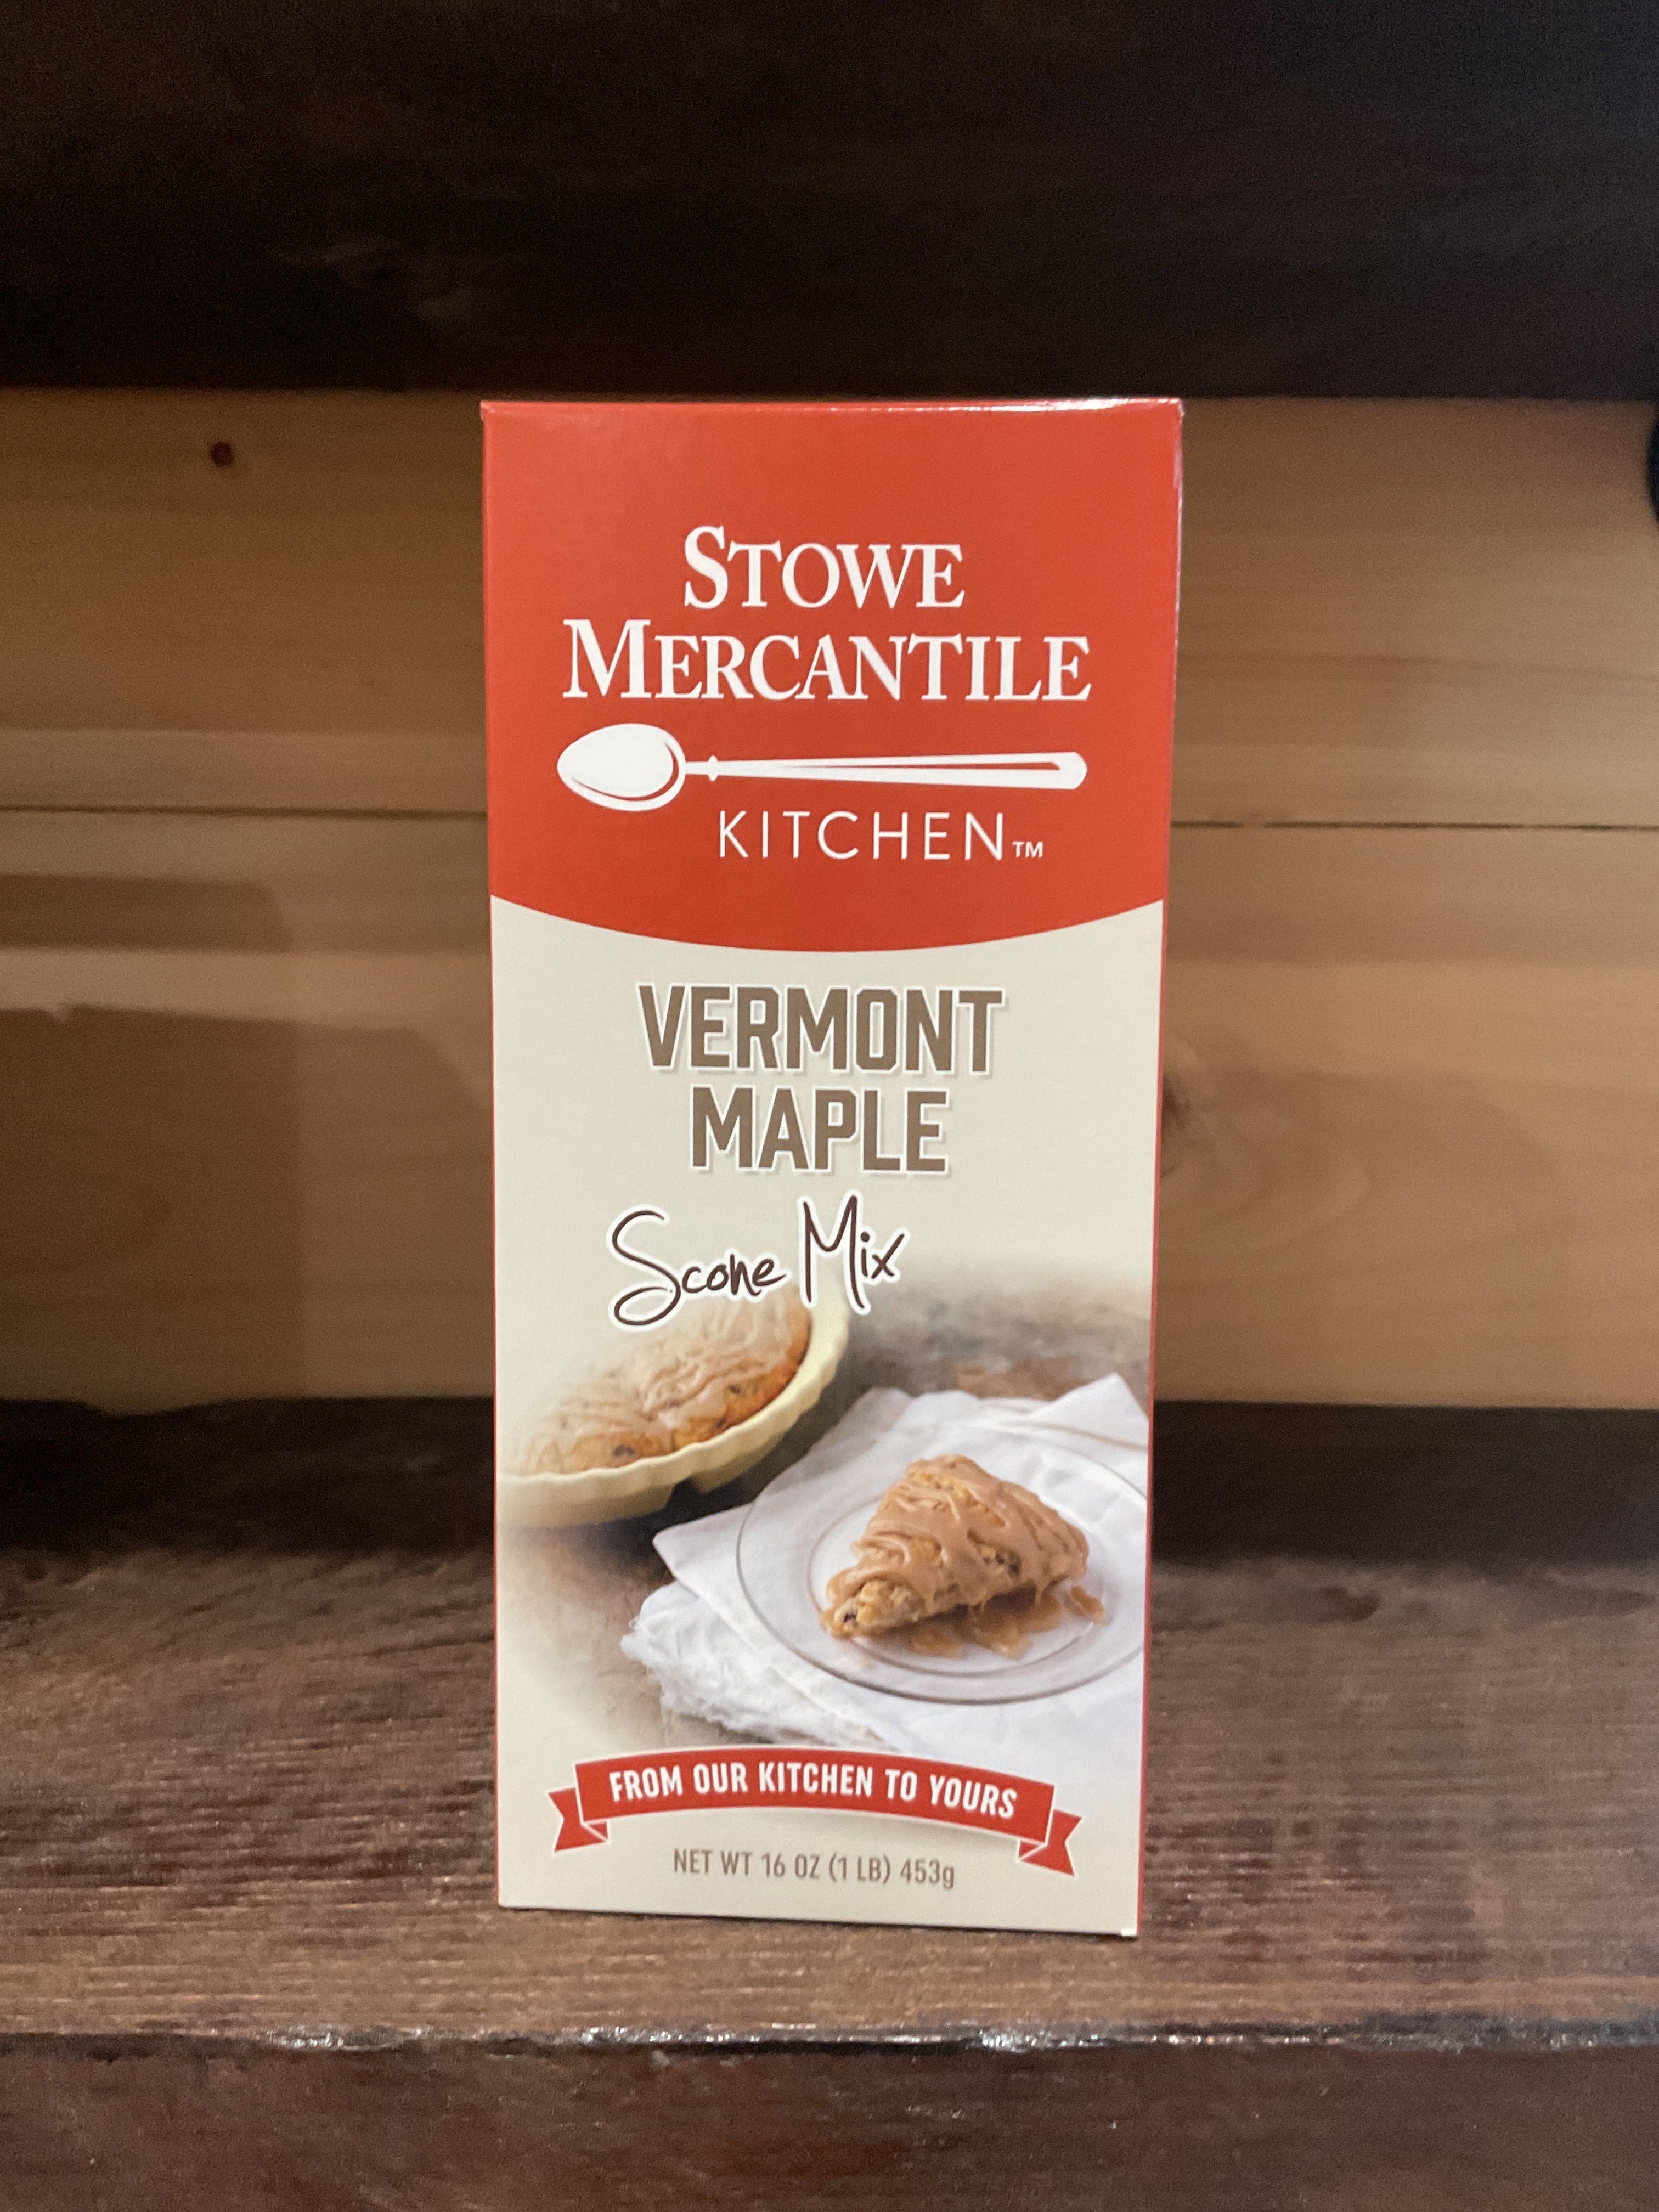 STOWE
MERCANTILE
KITCHEN™
VERMONT
MAPLE
Scone Mix
FROM OUR KITCHEN TO YOURS
NET WT 16 OZ (1 LB) 453g